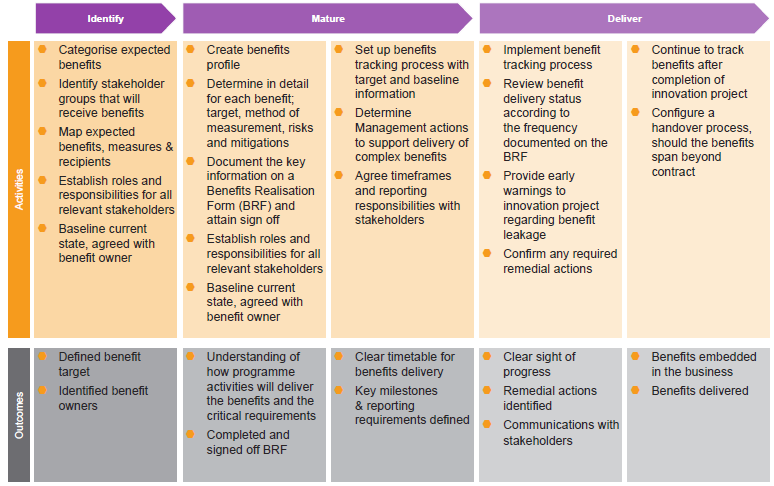 Identify
Mature
Deliver
Activities
Categorise expected
benefits
Identify stakeholder
groups that will
receive benefits
Map expected
benefits, measures &
recipients
Establish roles and
responsibilities for all
relevant stakeholders
Baseline current
state, agreed with
benefit owner
Create benefits
profile
Determine in detail
for each benefit;
target, method of
measurement, risks
and mitigations
Document the key
information on a
Benefits Realisation
Form (BRF) and
attain sign off
Establish roles and
responsibilities for all
relevant stakeholders
Baseline current
state, agreed with
benefit owner
Set up benefits
tracking process with
target and baseline
information
Determine
Management actions
to support delivery of
complex benefits
Agree timeframes
and reporting
responsibilities with
stakeholders
Implement benefit
tracking process
Review benefit
delivery status
according to
the frequency
documented on the
BRF
Provide early
warnings to
innovation project
regarding benefit
leakage
Confirm any required
remedial actions
Continue to track
benefits after
completion of
innovation project
Configure a
handover process,
should the benefits
span beyond
contract
Outcomes
Defined benefit
target
Identified benefit
owners
Understanding of
how programme
activities will deliver
the benefits and the
critical requirements
Completed and
signed off BRF
Clear timetable for
benefits delivery
Key milestones
& reporting
requirements defined
Clear sight of
progress
Remedial actions
identified
Communications with
stakeholders
Benefits embedded
in the business
Benefits delivered